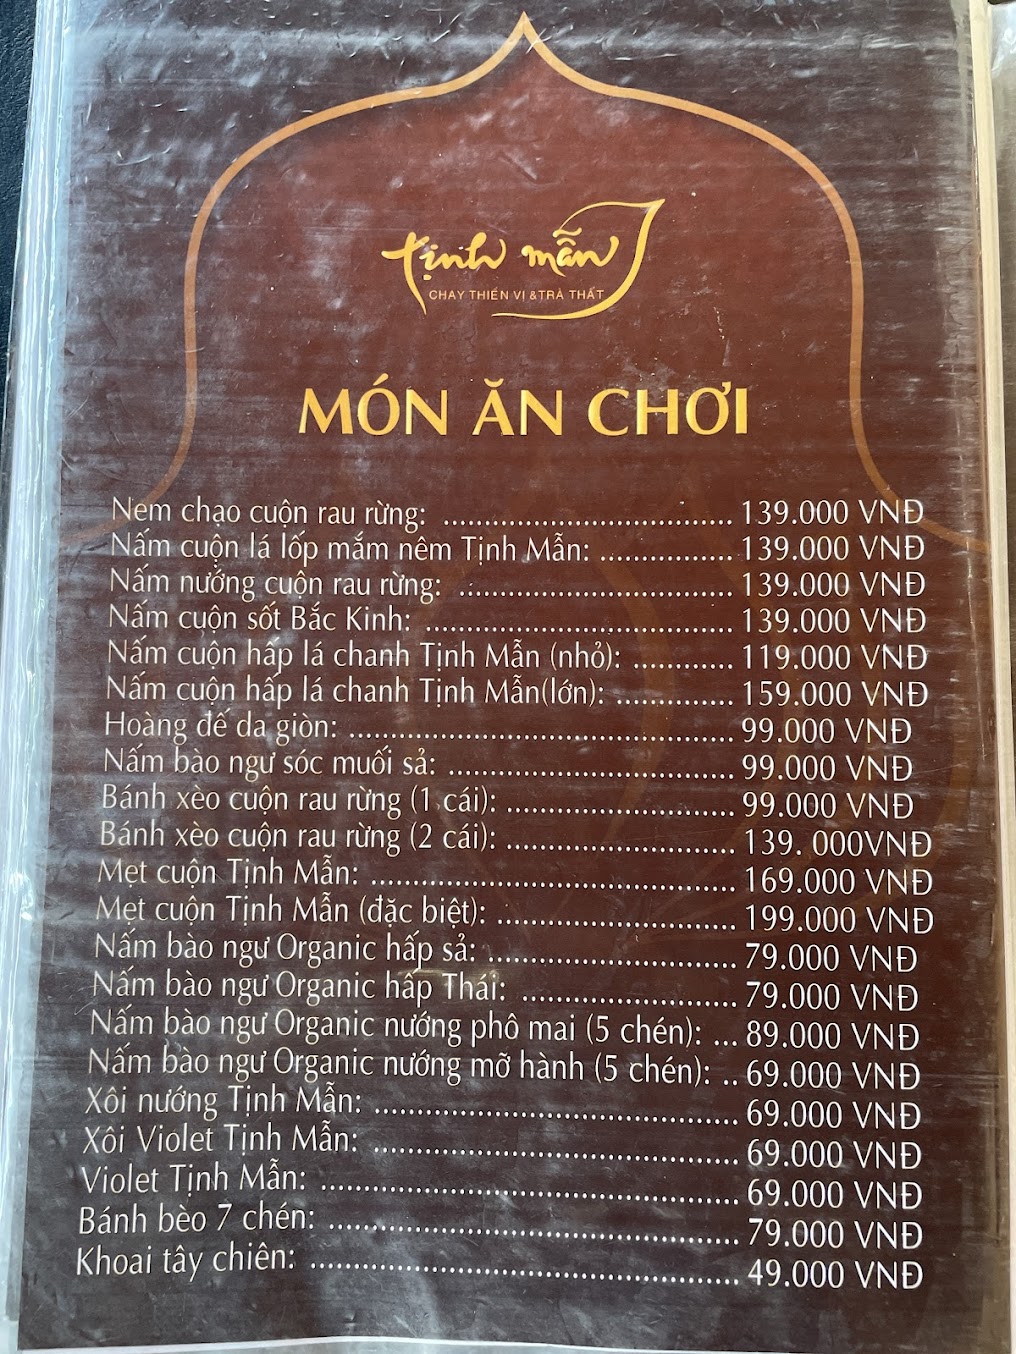 tịnh mẫn
CHAY THIỀN VỊ & TRÀ THẤT
MÓN ĂN CHƠI
Nem chạo cuộn rau rừng: ................................... 139.000 VNĐ
Nấm cuộn lá lốp mắm nêm Tịnh Mẫn: ................ 139.000 VNĐ
Nấm nướng cuộn rau rừng: ................................. 139.000 VNĐ
Nấm cuộn sốt Bắc Kinh: ..................................... 139.000 VNĐ
Nấm cuộn hấp lá chanh Tịnh Mẫn (nhỏ): ............ 119.000 VNĐ
Nấm cuộn hấp lá chanh Tịnh Mẫn(lớn): .............. 159.000 VNĐ
Hoàng đế da giòn: .............................................. 99.000 VNĐ
Nấm bào ngư sóc muối sả: .................................. 99.000 VNĐ
Bánh xèo cuộn rau rừng (1 cái): ............................ 99.000 VNĐ
Bánh xèo cuộn rau rừng (2 cái): ............................ 139. 000VNĐ
Mẹt cuộn Tịnh Mẫn: ............................................ 169.000 VNĐ
Mẹt cuộn Tịnh Mẫn (đặc biệt): ............................. 199.000 VNĐ
Nấm bào ngư Organic hấp sả: .............................. 79.000 VNĐ
Nấm bào ngư Organic hấp Thái: .......................... 79.000 VNĐ
Nấm bào ngư Organic nướng phô mai (5 chén): ... 89.000 VNĐ
Nấm bào ngư Organic nướng mỡ hành (5 chén): .. 69.000 VNĐ
Xôi nướng Tịnh Mẫn: ............................................ 69.000 VNĐ
Xôi Violet Tịnh Mẫn: ............................................ 69.000 VNĐ
Violet Tịnh Mẫn: .................................................. 69.000 VNĐ
Bánh bèo 7 chén: ................................................. 79.000 VNĐ
Khoai tây chiên: .................................................... 49.000 VNĐ